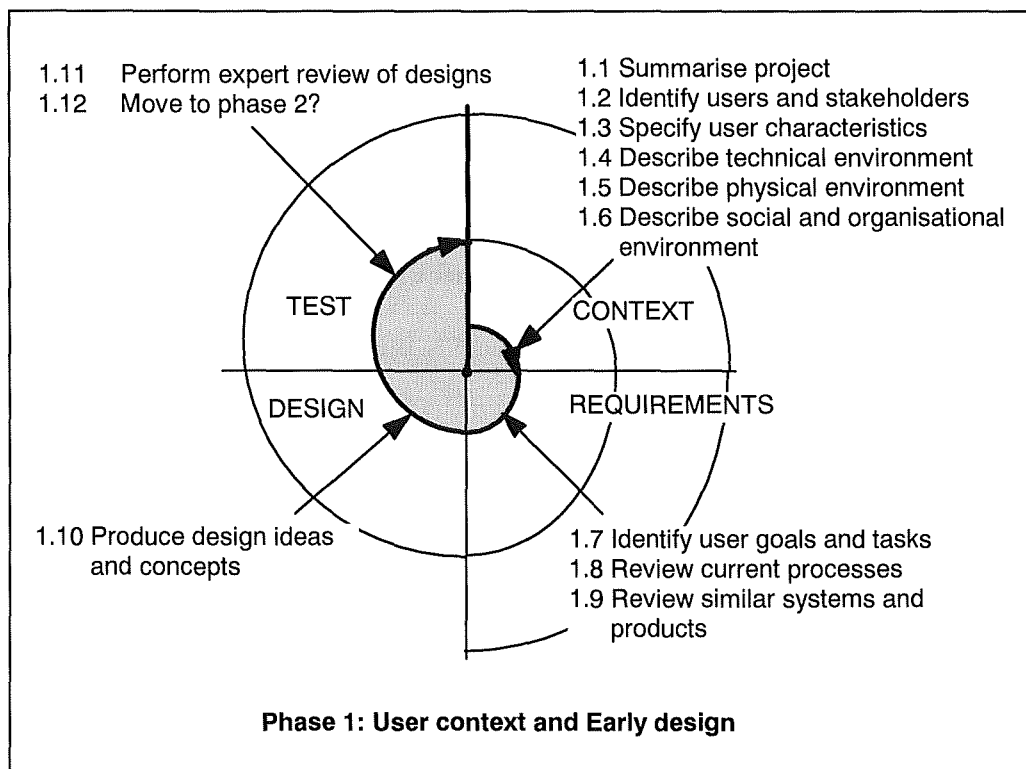 1.11 Perform expert review of designs
1.12 Move to phase 2?
1.1 Summarise project
1.2 Identify users and stakeholders
1.3 Specify user characteristics
1.4 Describe technical environment
1.5 Describe physical environment
1.6 Describe social and organisational
environment
TEST
CONTEXT
DESIGN
REQUIREMENTS
1.10 Produce design ideas
and concepts
1.7 Identify user goals and tasks
1.8 Review current processes
1.9 Review similar systems and
products
Phase 1: User context and Early design